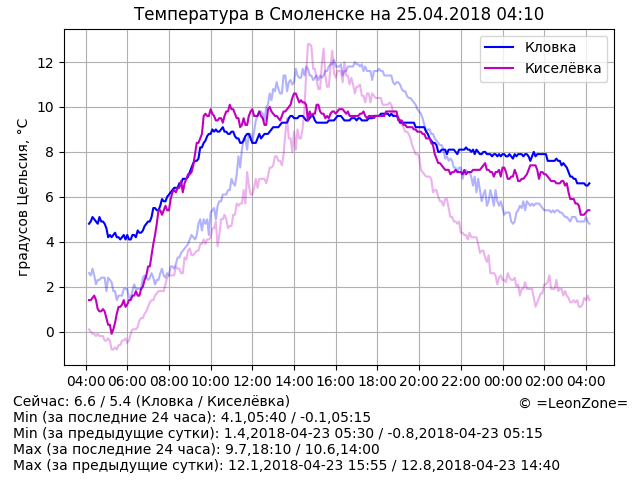 Температура в Смоленске на 25.04.2018 04:10
Кловка
Киселёвка
градусов Цельсия, °C
12
10
8
6
4
2
0
04:00 06:00 08:00 10:00 12:00 14:00 16:00 18:00 20:00 22:00 00:00 02:00 04:00
Сейчас: 6.6 / 5.4 (Кловка / Киселёвка)
© =LeonZone=
Min (за последние 24 часа): 4.1,05:40 / -0.1,05:15
Min (за предыдущие сутки): 1.4,2018-04-23 05:30 / -0.8,2018-04-23 05:15
Max (за последние 24 часа): 9.7,18:10 / 10.6,14:00
Max (за предыдущие сутки): 12.1,2018-04-23 15:55 / 12.8,2018-04-23 14:40